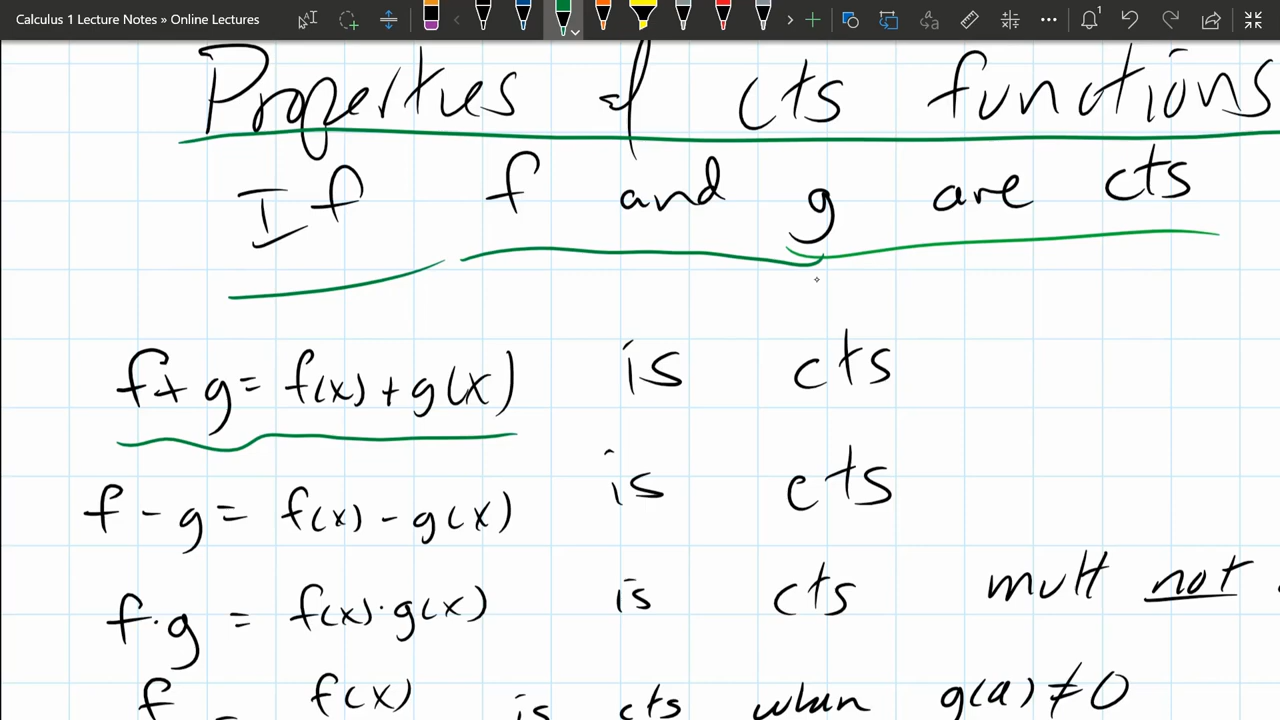 Calculus 1 Lecture Notes » Online Lectures
Properties of cts functions
If f and g are cts
f+g = f(x)+g(x) is cts
f - g = f(x) - g(x) is cts
f·g = f(x)·g(x) is cts mult not
f = f(x) is cts when g(a) ≠ 0